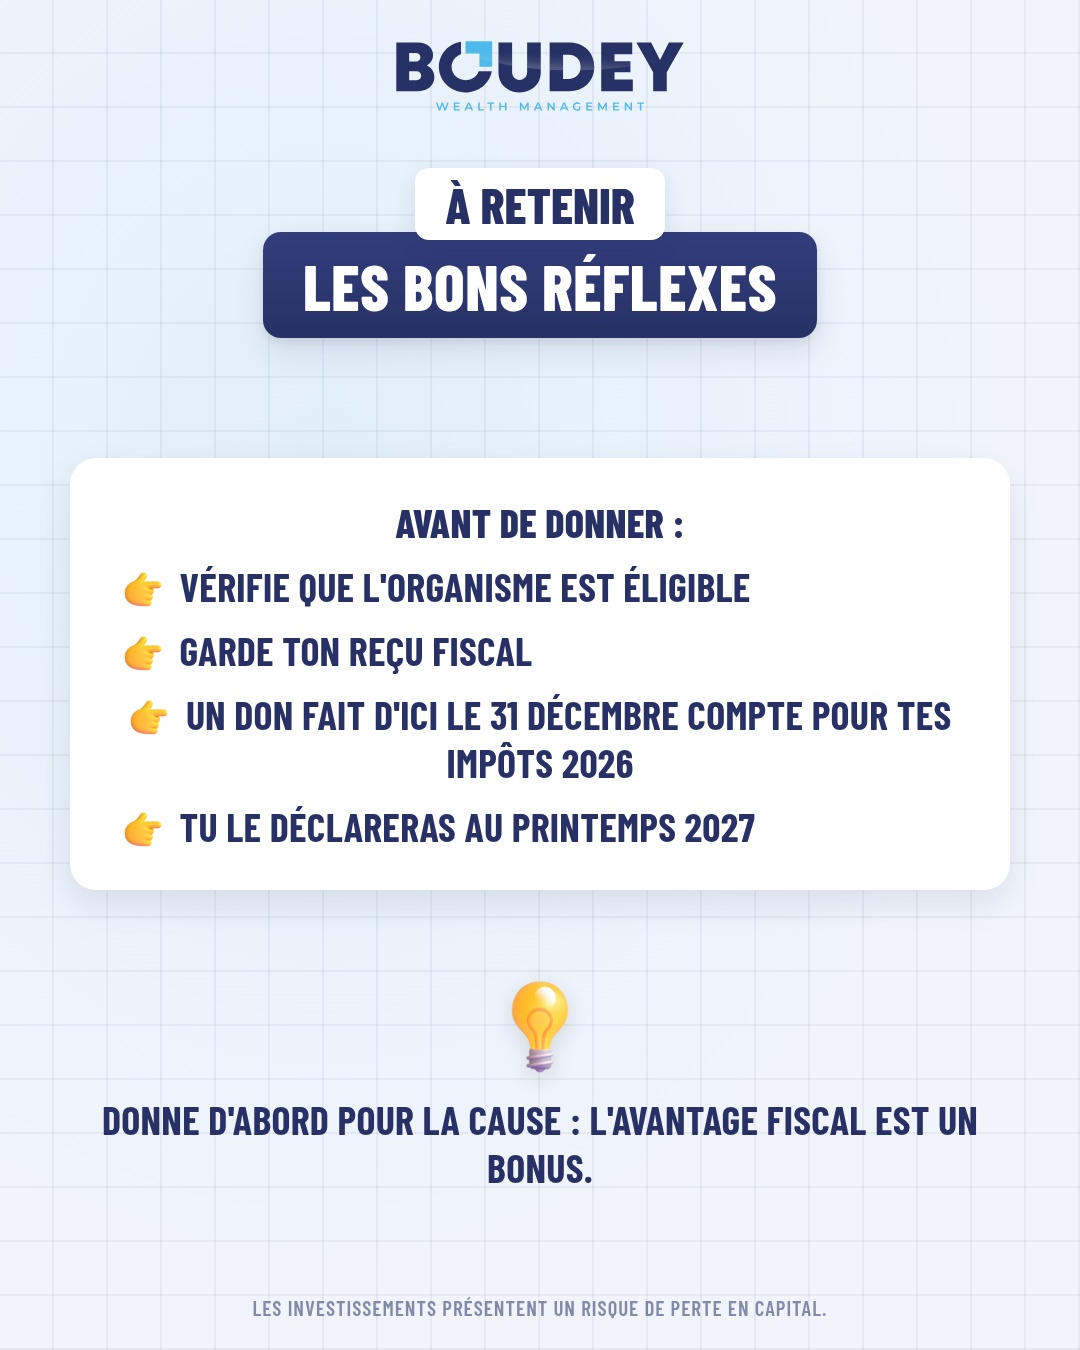 BOUDEY
WEALTH MANAGEMENT
À RETENIR
LES BONS RÉFLEXES
AVANT DE DONNER :
👉 VÉRIFIE QUE L'ORGANISME EST ÉLIGIBLE
👉 GARDE TON REÇU FISCAL
👉 UN DON FAIT D'ICI LE 31 DÉCEMBRE COMPTE POUR TES
IMPÔTS 2026
👉 TU LE DÉCLARERAS AU PRINTEMPS 2027
DONNE D'ABORD POUR LA CAUSE : L'AVANTAGE FISCAL EST UN
BONUS.
LES INVESTISSEMENTS PRÉSENTENT UN RISQUE DE PERTE EN CAPITAL.